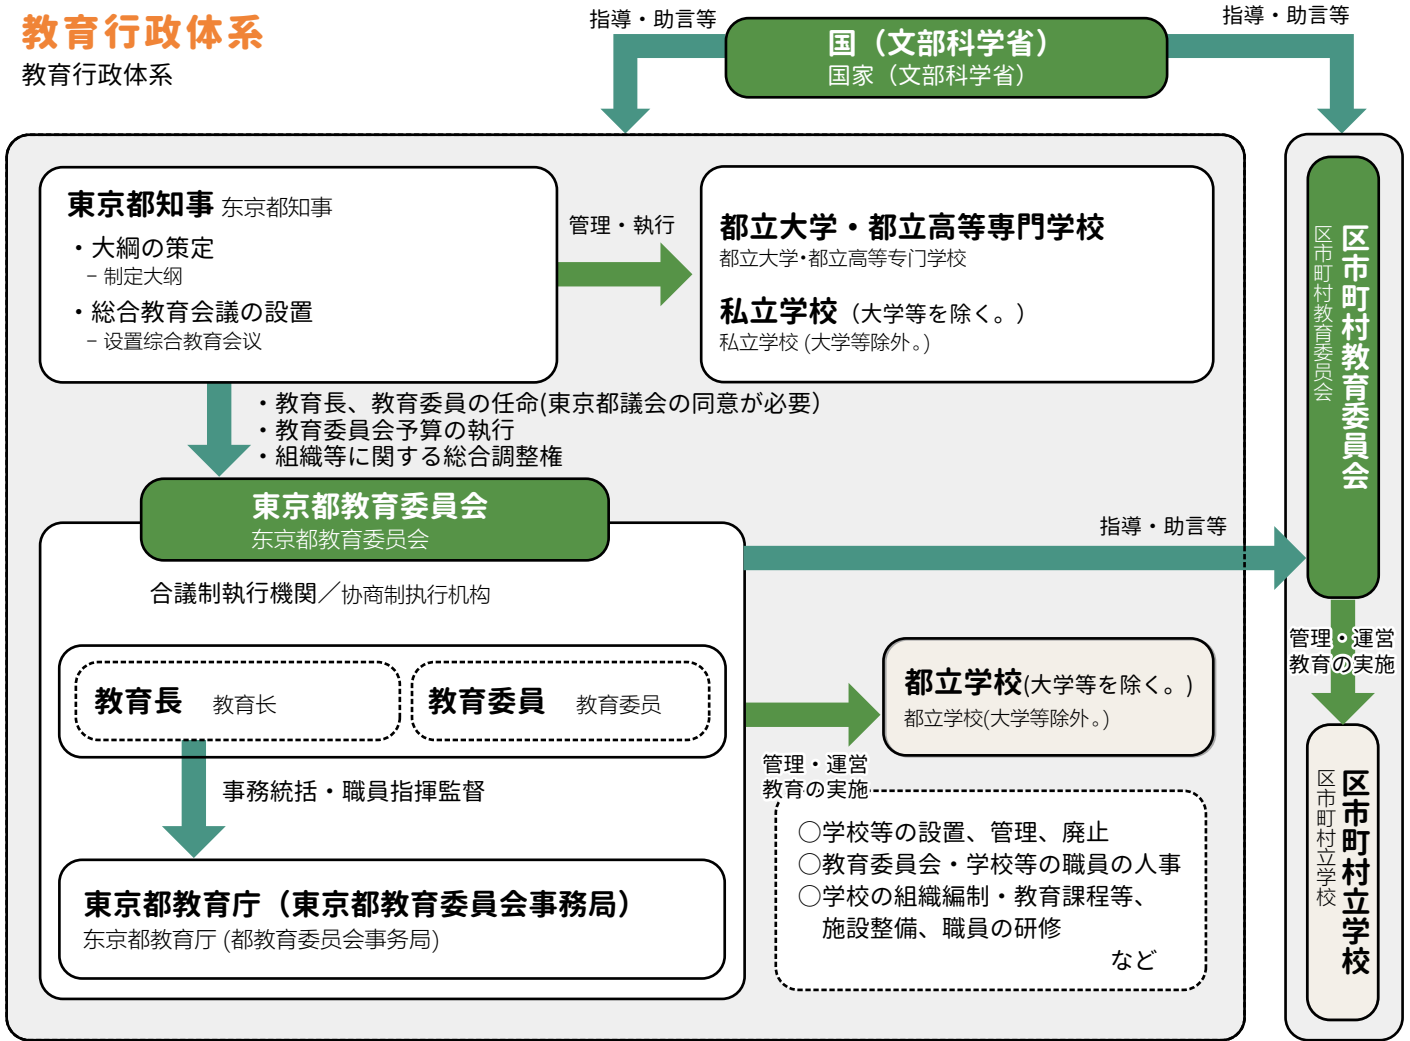 教育行政体系
教育行政体系
指導・助言等
国（文部科学省）
国家（文部科学省）
指導・助言等
東京都知事 东京都知事
・大綱の策定
– 制定大纲
・総合教育会議の設置
– 设置综合教育会议
管理・執行
都立大学・都立高等専門学校
都立大学・都立高等专门学校
私立学校（大学等を除く。）
私立学校 (大学等除外。)
・教育長、教育委員の任命(東京都議会の同意が必要）
・教育委員会予算の執行
・組織等に関する総合調整権
東京都教育委員会
东京都教育委员会
合議制執行機関／协商制执行机构
教育長 教育长
教育委員 教育委员
事務統括・職員指揮監督
東京都教育庁（東京都教育委員会事務局）
东京都教育厅 (都教育委员会事务局)
指導・助言等
都立学校(大学等を除く。)
都立学校(大学等除外。)
管理・運営
教育の実施
○学校等の設置、管理、廃止
○教育委員会・学校等の職員の人事
○学校の組織編制・教育課程等、
施設整備、職員の研修
など
区市町村教育委員会
区市町村教育委员会
管理・運営
教育の実施
区市町村立学校
区市町村立学校